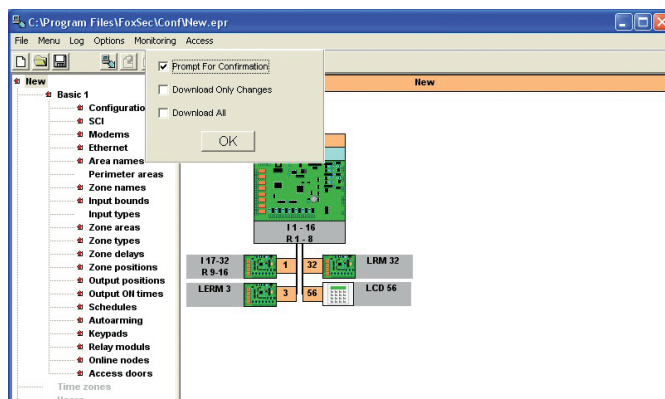 C:\Program Files\FoxSec\Conf\New.epr
File Menu Log Options Monitoring Access
Prompt For Confirmation
Download Only Changes
Download All
OK
New
Basic 1
Configuratio
SCI
Modems
Ethernet
Area names
Perimeter areas
Zone names
Input bounds
Input types
Zone areas
Zone types
Zone delays
Zone positions
Output positions
Output ON times
Schedules
Autoarming
Keypads
Relay moduls
Online nodes
Access doors
Time zones
New
I 1 - 16
R 1 - 8
I 17-32
R 9-16
1
32
LRM 32
LERM 3
3
56
LCD 56